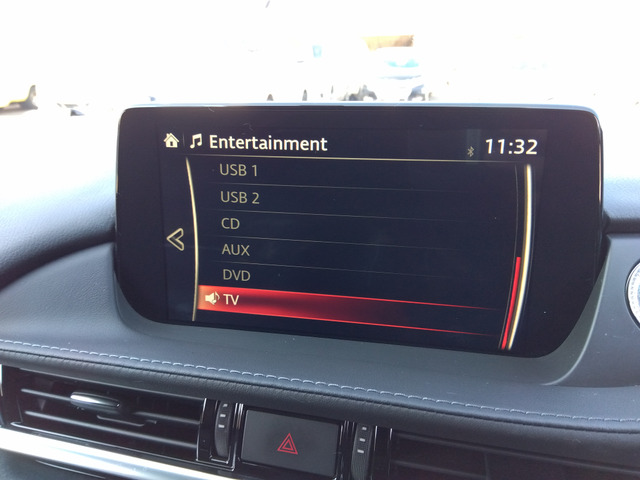 Entertainment 11:32
USB 1
USB 2
CD
AUX
DVD
TV